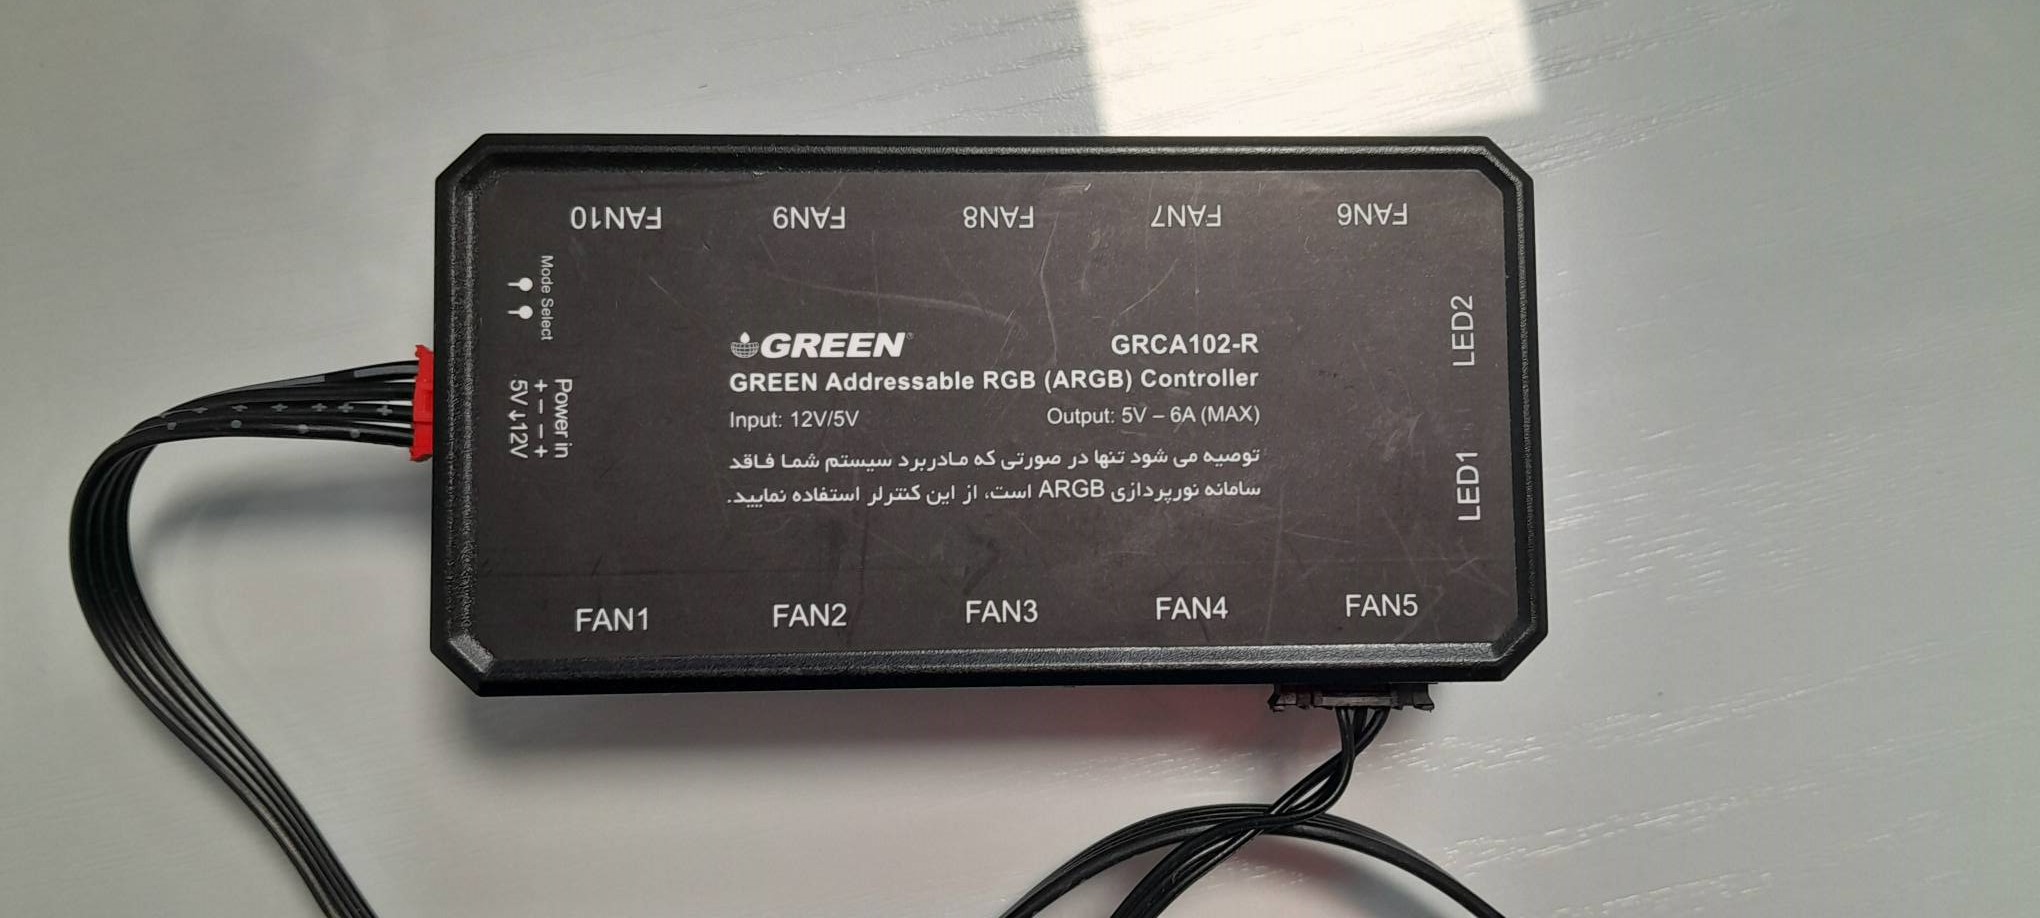 FAN10 FAN9 FAN8 FAN7 FAN6
Mode Select
Power in
+ - - +
5V ↓ 12V
GREEN® GRCA102-R
GREEN Addressable RGB (ARGB) Controller
Input: 12V/5V Output: 5V – 6A (MAX)
توصیه می شود تنها در صورتی که مادربرد سیستم شما فاقد
سامانه نورپردازی ARGB است، از این کنترلر استفاده نمایید.
LED2
LED1
FAN1 FAN2 FAN3 FAN4 FAN5